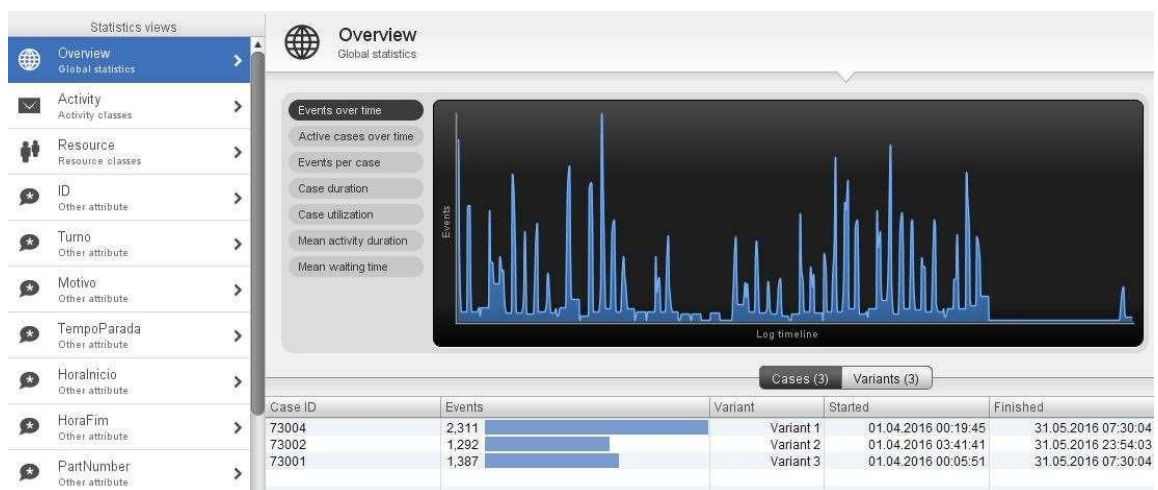 Statistics views
Overview
Global statistics
Activity
Activity classes
Resource
Resource classes
ID
Other attribute
Turno
Other attribute
Motivo
Other attribute
TempoParada
Other attribute
HoraInicio
Other attribute
HoraFim
Other attribute
PartNumber
Other attribute
Overview
Global statistics
Events over time
Active cases over time
Events per case
Case duration
Case utilization
Mean activity duration
Mean waiting time
Events
Log timeline
Cases (3) Variants (3)
Case ID Events Variant Started Finished
73004 2,311 Variant 1 01.04.2016 00:19:45 31.05.2016 07:30:04
73002 1,292 Variant 2 01.04.2016 03:41:41 31.05.2016 23:54:03
73001 1,387 Variant 3 01.04.2016 00:05:51 31.05.2016 07:30:04